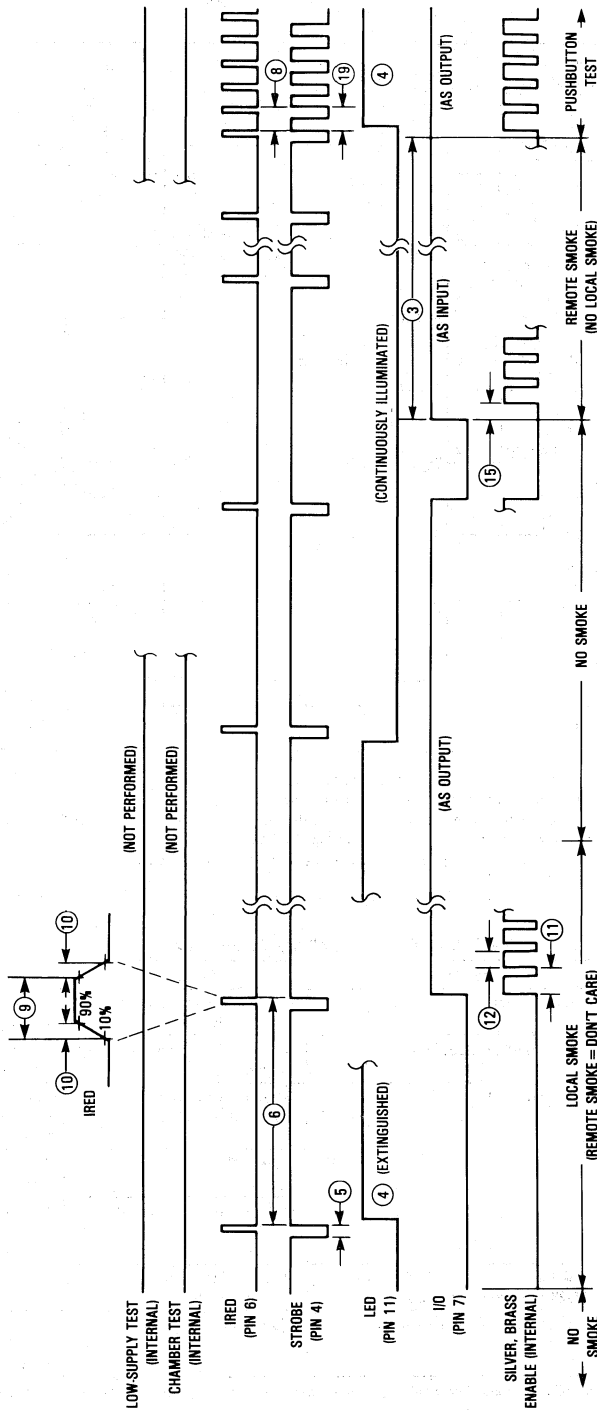 IRED
⑩
⑨
⑩
90%
10%
LOW-SUPPLY TEST
(INTERNAL)
(NOT PERFORMED)
CHAMBER TEST
(INTERNAL)
(NOT PERFORMED)
IRED
(PIN 6)
⑥
⑧
STROBE
(PIN 4)
⑤
⑲
LED
(PIN 11)
④
(EXTINGUISHED)
(CONTINUOUSLY ILLUMINATED)
④
③
I/O
(PIN 7)
(AS OUTPUT)
(AS INPUT)
(AS OUTPUT)
⑫
⑪
⑮
SILVER, BRASS
ENABLE (INTERNAL)
NO
SMOKE
LOCAL SMOKE
(REMOTE SMOKE = DON'T CARE)
NO SMOKE
REMOTE SMOKE
(NO LOCAL SMOKE)
PUSHBUTTON
TEST